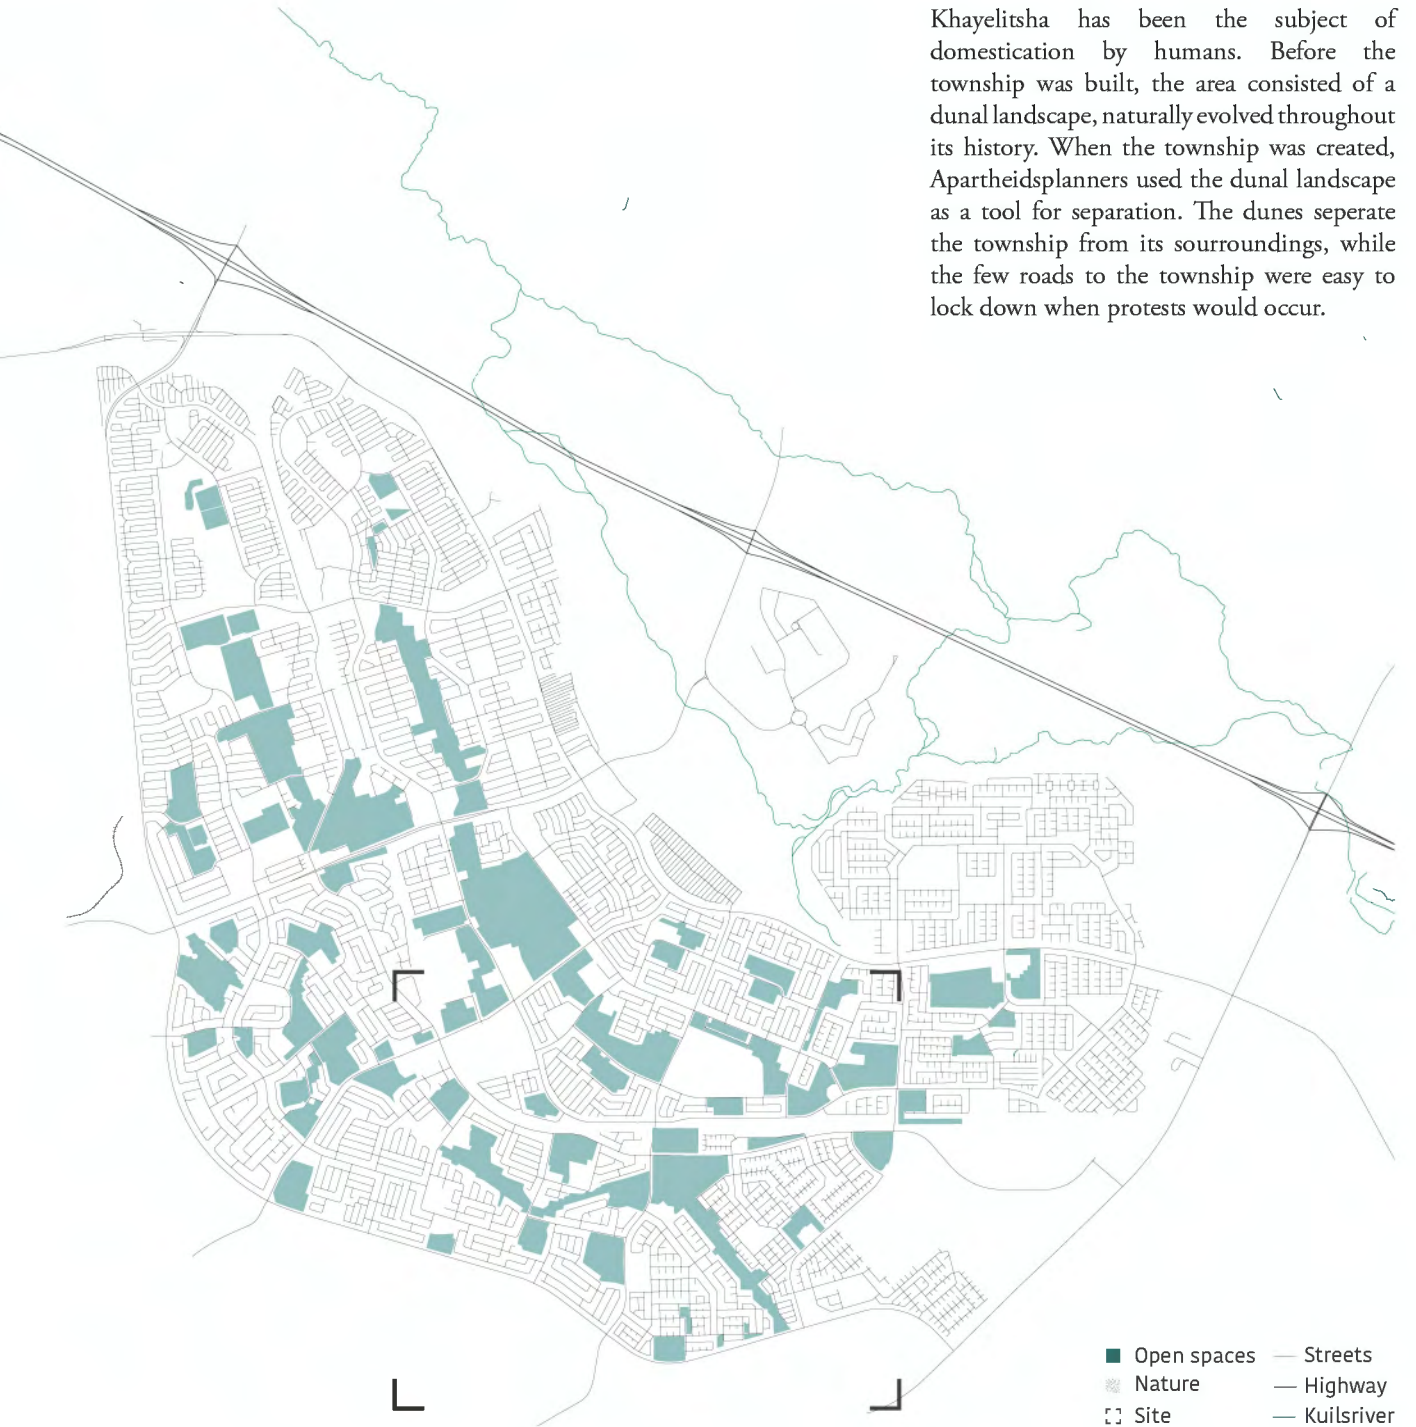 Khayelitsha has been the subject of
domestication by humans. Before the
township was built, the area consisted of a
dunal landscape, naturally evolved throughout
its history. When the township was created,
Apartheidsplanners used the dunal landscape
as a tool for separation. The dunes seperate
the township from its sourroundings, while
the few roads to the township were easy to
lock down when protests would occur.
Open spaces
Nature
Site
Streets
Highway
Kuilsriver